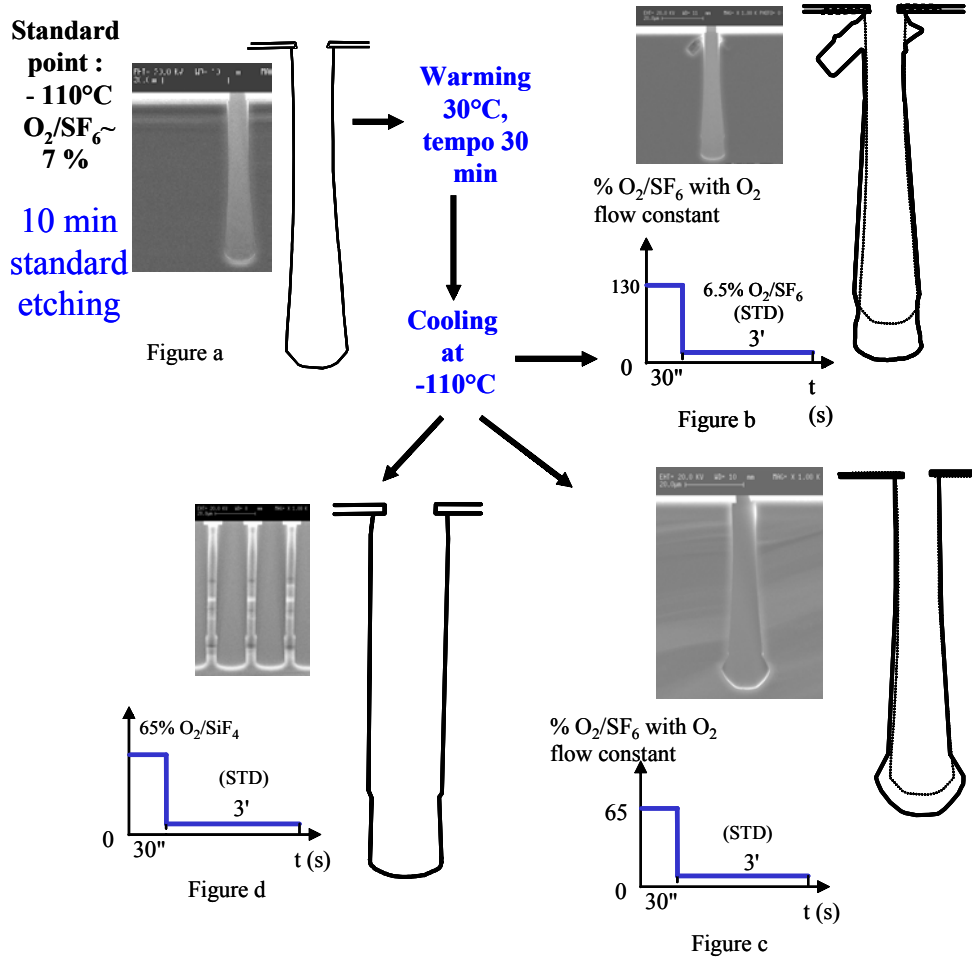 Standard
point :
- 110°C
O2/SF6~
7 %
10 min
standard
etching
Figure a
Warming
30°C,
tempo 30
min
Cooling
at
-110°C
% O2/SF6 with O2
flow constant
130
6.5% O2/SF6
(STD)
3'
0
30"
t
(s)
Figure b
65% O2/SiF4
(STD)
3'
0
30"
t (s)
Figure d
% O2/SF6 with O2
flow constant
65
(STD)
3'
0
30"
t (s)
Figure c